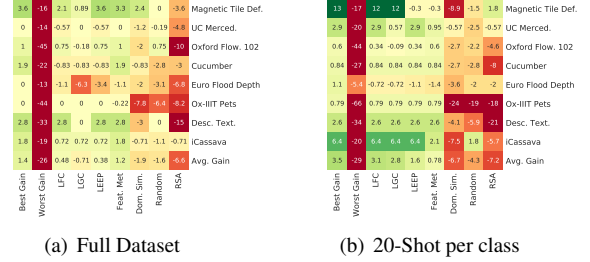 3.6 -16 2.1 0.89 3.6 3.3 2.4 0 -3.6 Magnetic Tile Def.
0 -14 -0.57 0 -0.57 0 -1.2 -0.19 -4.8 UC Merced.
1 -45 0.75 -0.18 0.75 1 -2 0.75 -10 Oxford Flow. 102
1.9 -22 -0.83 -0.83 -0.83 1.9 -0.83 -2.8 -3 Cucumber
0 -13 -1.1 -6.3 -3.4 -1.1 -2 -3.1 -6.8 Euro Flood Depth
0 -44 0 0 0 -0.22 -7.8 -6.4 -8.2 Ox-IIIT Pets
2.8 -33 2.8 0 2.8 2.8 -3 0 -15 Desc. Text.
1.8 -19 0.72 0.72 0.72 1.8 -0.71 -1.1 -0.71 iCassava
1.4 -26 0.48 -0.71 0.38 1.2 -1.9 -1.6 -6.6 Avg. Gain
Best Gain Worst Gain LFC LGC LEEP Feat. Met Dom. Sim. Random RSA
(a) Full Dataset
13 -17 12 12 -0.3 -0.3 -8.9 -1.5 1.8 Magnetic Tile Def.
2.9 -20 -0.57 2.9 2.95 -0.57 -0.57 -5.7 -3 UC Merced.
0.6 -44 0.34 -0.09 0.34 0.6 -2.7 -2.2 -4.6 Oxford Flow. 102
0.84 -27 0.34 0.34 0.34 0.84 -2.7 -2.8 -8 Cucumber
1.1 -5.4 -0.72 -0.72 -0.72 -2 -3.6 -2 -2 Euro Flood Depth
0.79 -66 0.79 0.79 0.79 0.79 -24 -19 -18 Ox-IIIT Pets
2.6 -34 2.6 2.6 2.6 2.6 -4.1 -5.9 -21 Desc. Text.
6.4 -20 6.4 6.4 6.4 2.1 -7.5 1.8 -5.7 iCassava
3.5 -29 3.1 2.8 1.6 0.78 -6.7 -4.3 -7.2 Avg. Gain
Best Gain Worst Gain LFC LGC LEEP Feat. Met Dom. Sim. Random RSA
(b) 20-Shot per class